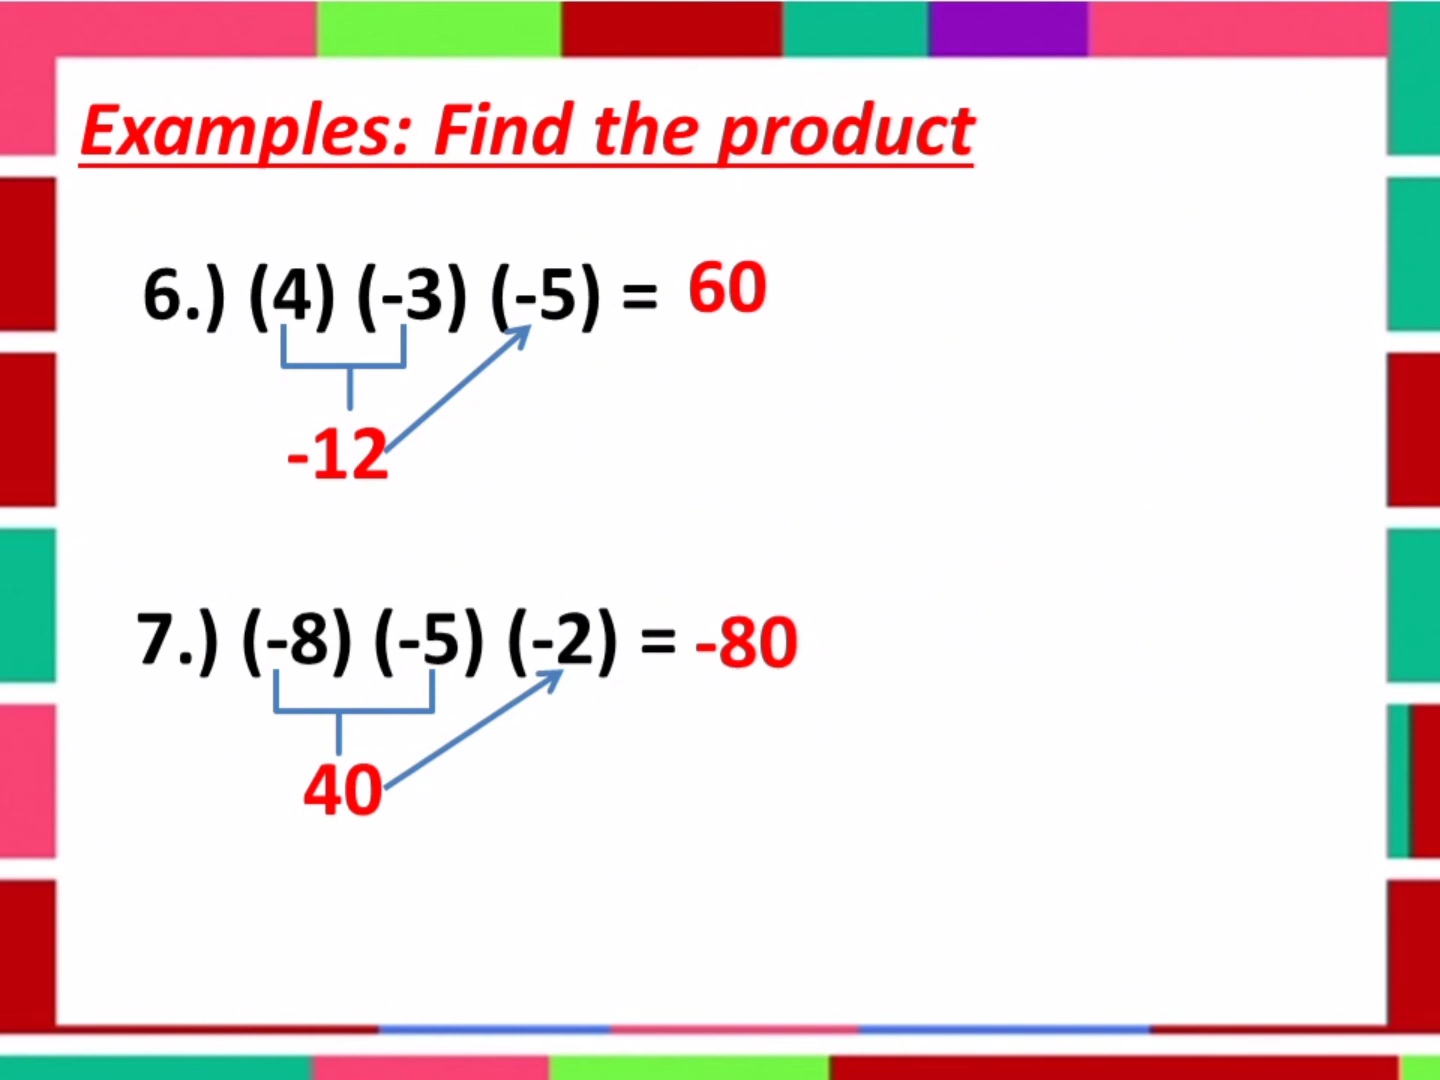 Examples: Find the product
6.) (4) (-3) (-5) = 60
-12
7.) (-8) (-5) (-2) = -80
40